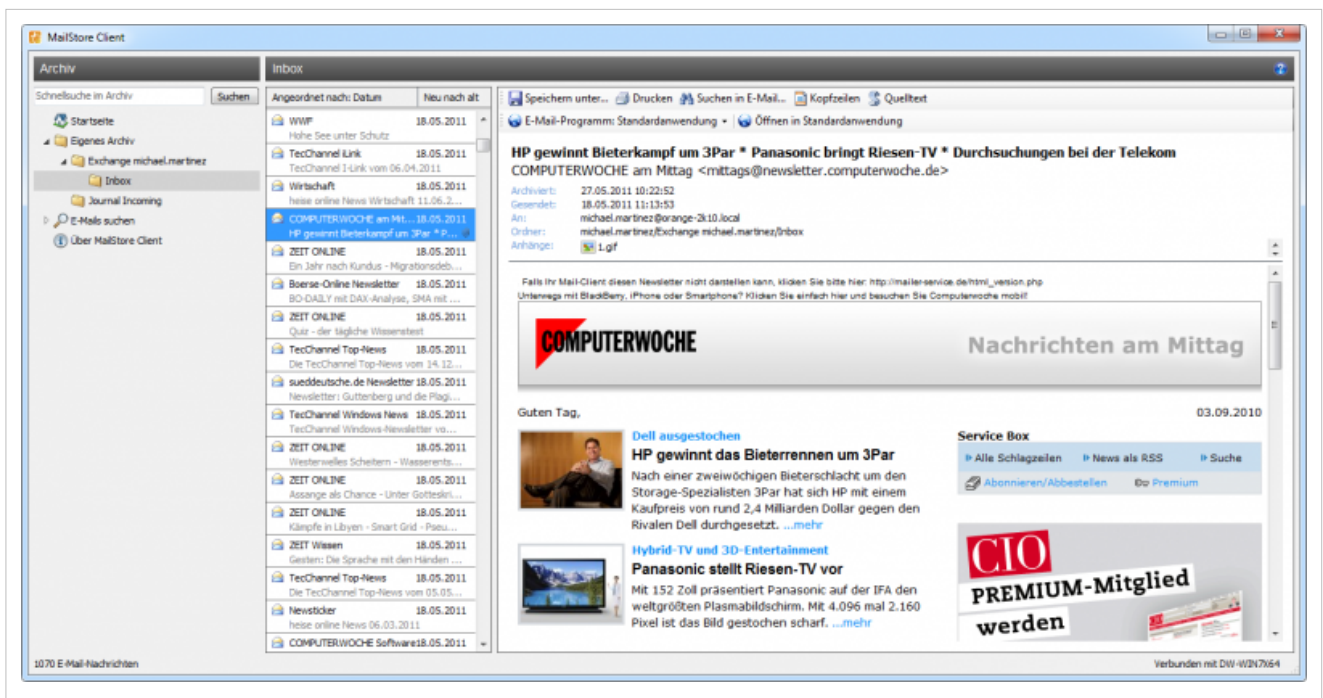 MailStore Client
Archiv
Inbox
Schnellsuche im Archiv
Suchen
Startseite
Eigenes Archiv
Exchange michael.martinez
Inbox
Journal Incoming
E-Mails suchen
Über MailStore Client
Angeordnet nach: Datum
Neu nach alt
WWF 18.05.2011
Hohe See unter Schutz
TecChannel iLink 18.05.2011
TecChannel I-Link vom 06.04.2011
Wirtschaft 18.05.2011
heise online News Wirtschaft 11.06.2...
COMPUTERWOCHE am Mit... 18.05.2011
HP gewinnt Bieterkampf um 3Par * P...
ZEIT ONLINE 18.05.2011
Ein Jahr nach Kundus - Migrationsdeb...
Boerse-Online Newsletter 18.05.2011
BO-DAILY mit DAX-Analyse, SMA mit ...
ZEIT ONLINE 18.05.2011
Quiz - der tägliche Wissenstest
TecChannel Top-News 18.05.2011
Die TecChannel Top-News vom 14.12...
sueddeutsche.de Newsletter 18.05.2011
Newsletter: Guttenberg und die Plagi...
TecChannel Windows News 18.05.2011
TecChannel Windows-Newsletter vo...
ZEIT ONLINE 18.05.2011
Westerwelles Scheitern - Wasserents...
ZEIT ONLINE 18.05.2011
Assange als Chance - Unter Gotteskri...
ZEIT ONLINE 18.05.2011
Kämpfe in Libyen - Smart Grid - Pseu...
ZEIT Wissen 18.05.2011
Gesten: Die Sprache mit den Händen ...
TecChannel Top-News 18.05.2011
Die TecChannel Top-News vom 05.05...
Newsticker 18.05.2011
heise online News 06.03.2011
COMPUTERWOCHE Software 18.05.2011
Speichern unter... Drucken Suchen in E-Mail... Kopfzeilen Quelltext
E-Mail-Programm: Standardanwendung Öffnen in Standardanwendung
HP gewinnt Bieterkampf um 3Par * Panasonic bringt Riesen-TV * Durchsuchungen bei der Telekom
COMPUTERWOCHE am Mittag <mittags@newsletter.computerwoche.de>
Archiviert: 27.05.2011 10:22:52
Gesendet: 18.05.2011 11:13:53
An: michael.martinez@orange-2k10.local
Ordner: michael.martinez/Exchange michael.martinez/Inbox
Anhänge: 1.gif
Falls Ihr Mail-Client diesen Newsletter nicht darstellen kann, klicken Sie bitte hier: http://mailer-service.de/html_version.php
Unterwegs mit BlackBerry, iPhone oder Smartphone? Klicken Sie einfach hier und besuchen Sie Computerwoche mobil!
COMPUTERWOCHE
Nachrichten am Mittag
Guten Tag,
03.09.2010
Dell ausgestochen
HP gewinnt das Bieterrennen um 3Par
Nach einer zweiwöchigen Bieterschlacht um den
Storage-Spezialisten 3Par hat sich HP mit einem
Kaufpreis von rund 2,4 Milliarden Dollar gegen den
Rivalen Dell durchgesetzt. ...mehr
Hybrid-TV und 3D-Entertainment
Panasonic stellt Riesen-TV vor
Mit 152 Zoll präsentiert Panasonic auf der IFA den
weltgrößten Plasmabildschirm. Mit 4.096 mal 2.160
Pixel ist das Bild gestochen scharf. ...mehr
Service Box
Alle Schlagzeilen News als RSS Suche
Abonnieren/Abbestellen Premium
CIO
PREMIUM-Mitglied
werden
1070 E-Mail-Nachrichten
Verbunden mit DW-WIN7X64